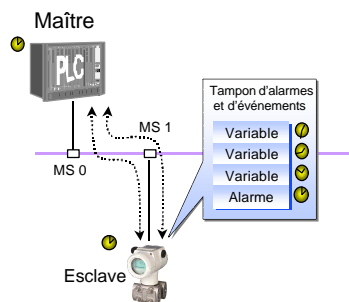 Maître
PLC
Tampon d'alarmes
et d'événements
Variable
Variable
Variable
Alarme
MS 1
MS 0
Esclave